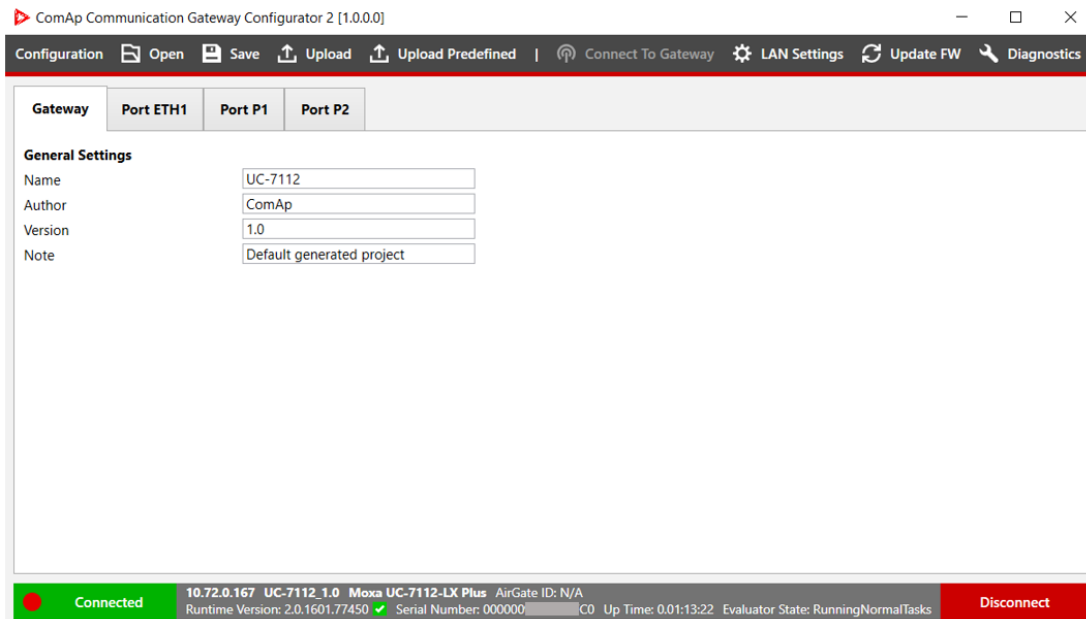 ComAp Communication Gateway Configurator 2 [1.0.0.0]
Configuration Open Save Upload Upload Predefined | Connect To Gateway LAN Settings Update FW Diagnostics
Gateway Port ETH1 Port P1 Port P2
General Settings
Name UC-7112
Author ComAp
Version 1.0
Note Default generated project
10.72.0.167 UC-7112_1.0 Moxa UC-7112-LX Plus AirGate ID: N/A
Connected Runtime Version: 2.0.1601.77450 Serial Number: 000000 C0 Up Time: 0.01:13:22 Evaluator State: RunningNormalTasks Disconnect